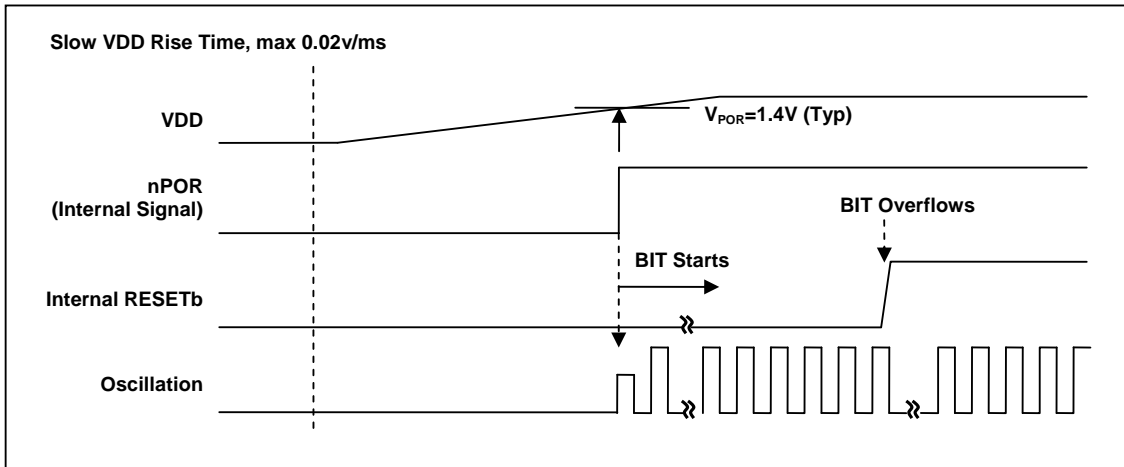 Slow VDD Rise Time, max 0.02v/ms
VDD
VPOR=1.4V (Typ)
nPOR
(Internal Signal)
BIT Overflows
BIT Starts
Internal RESETb
Oscillation